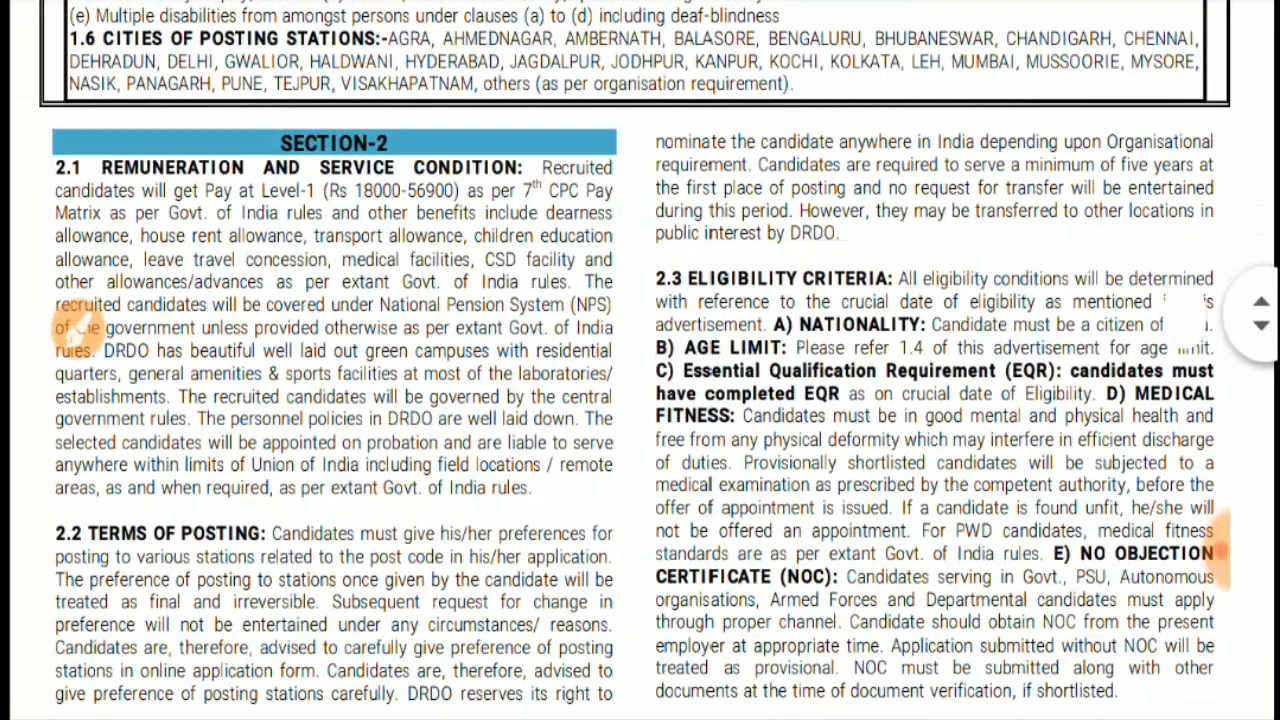 (e) Multiple disabilities from amongst persons under clauses (a) to (d) including deaf-blindness
1.6 CITIES OF POSTING STATIONS:-AGRA, AHMEDNAGAR, AMBERNATH, BALASORE, BENGALURU, BHUBANESWAR, CHANDIGARH, CHENNAI,
DEHRADUN, DELHI, GWALIOR, HALDWANI, HYDERABAD, JAGDALPUR, JODHPUR, KANPUR, KOCHI, KOLKATA, LEH, MUMBAI, MUSSOORIE, MYSORE,
NASIK, PANAGARH, PUNE, TEJPUR, VISAKHAPATNAM, others (as per organisation requirement).
SECTION-2
2.1 REMUNERATION AND SERVICE CONDITION: Recruited
candidates will get Pay at Level-1 (Rs 18000-56900) as per 7th CPC Pay
Matrix as per Govt. of India rules and other benefits include dearness
allowance, house rent allowance, transport allowance, children education
allowance, leave travel concession, medical facilities, CSD facility and
other allowances/advances as per extant Govt. of India rules. The
recruited candidates will be covered under National Pension System (NPS)
of the government unless provided otherwise as per extant Govt. of India
rules. DRDO has beautiful well laid out green campuses with residential
quarters, general amenities & sports facilities at most of the laboratories/
establishments. The recruited candidates will be governed by the central
government rules. The personnel policies in DRDO are well laid down. The
selected candidates will be appointed on probation and are liable to serve
anywhere within limits of Union of India including field locations / remote
areas, as and when required, as per extant Govt. of India rules.
2.2 TERMS OF POSTING: Candidates must give his/her preferences for
posting to various stations related to the post code in his/her application.
The preference of posting to stations once given by the candidate will be
treated as final and irreversible. Subsequent request for change in
preference will not be entertained under any circumstances/ reasons.
Candidates are, therefore, advised to carefully give preference of posting
stations in online application form. Candidates are, therefore, advised to
give preference of posting stations carefully. DRDO reserves its right to
nominate the candidate anywhere in India depending upon Organisational
requirement. Candidates are required to serve a minimum of five years at
the first place of posting and no request for transfer will be entertained
during this period. However, they may be transferred to other locations in
public interest by DRDO.
2.3 ELIGIBILITY CRITERIA: All eligibility conditions will be determined
with reference to the crucial date of eligibility as mentioned
advertisement. A) NATIONALITY: Candidate must be a citizen of
B) AGE LIMIT: Please refer 1.4 of this advertisement for age
C) Essential Qualification Requirement (EQR): candidates must
have completed EQR as on crucial date of Eligibility. D) MEDICAL
FITNESS: Candidates must be in good mental and physical health and
free from any physical deformity which may interfere in efficient discharge
of duties. Provisionally shortlisted candidates will be subjected to a
medical examination as prescribed by the competent authority, before the
offer of appointment is issued. If a candidate is found unfit, he/she will
not be offered an appointment. For PWD candidates, medical fitness
standards are as per extant Govt. of India rules. E) NO OBJECTION
CERTIFICATE (NOC): Candidates serving in Govt., PSU, Autonomous
organisations, Armed Forces and Departmental candidates must apply
through proper channel. Candidate should obtain NOC from the present
employer at appropriate time. Application submitted without NOC will be
treated as provisional. NOC must be submitted along with other
documents at the time of document verification, if shortlisted.